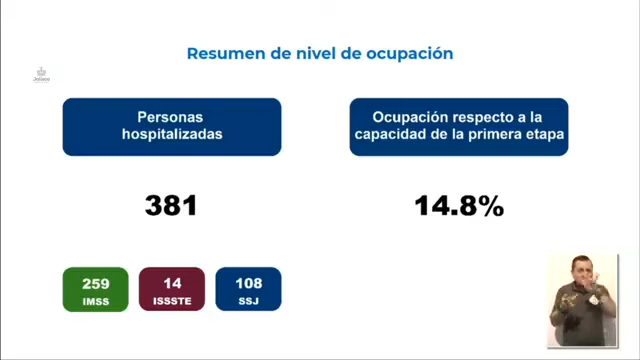 Resumen de nivel de ocupación
Jalisco
Personas
hospitalizadas
Ocupación respecto a la
capacidad de la primera etapa
381
14.8%
259
IMSS
14
ISSSTE
108
SSJ